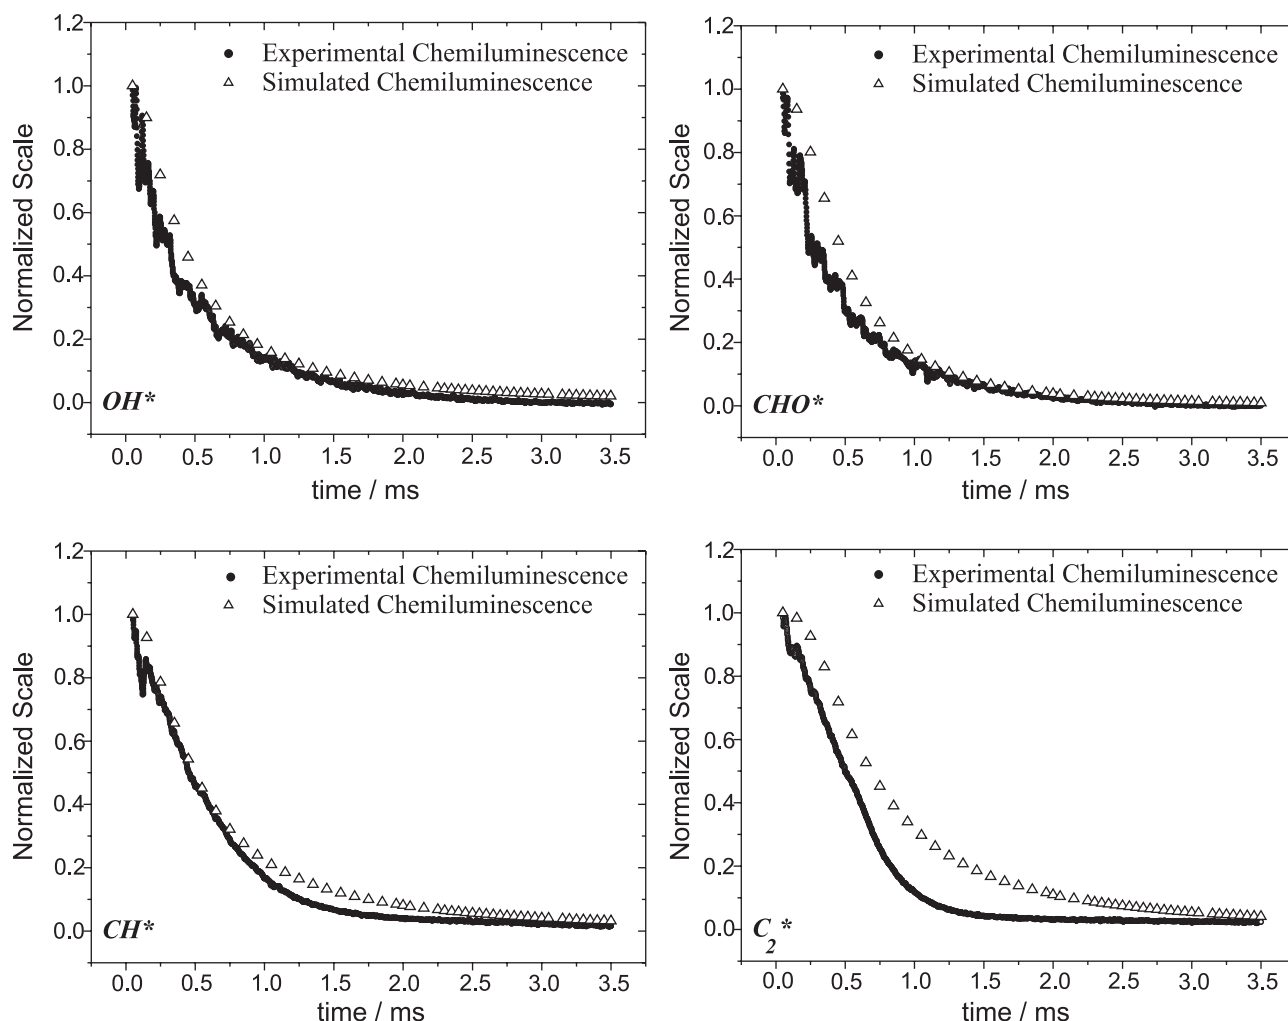 1.2
1.0
0.8
0.6
0.4
0.2
0.0
Normalized Scale
● Experimental Chemiluminescence
△ Simulated Chemiluminescence
OH*
0.0 0.5 1.0 1.5 2.0 2.5 3.0 3.5
time / ms
1.2
1.0
0.8
0.6
0.4
0.2
0.0
Normalized Scale
● Experimental Chemiluminescence
△ Simulated Chemiluminescence
CHO*
0.0 0.5 1.0 1.5 2.0 2.5 3.0 3.5
time / ms
1.2
1.0
0.8
0.6
0.4
0.2
0.0
Normalized Scale
● Experimental Chemiluminescence
△ Simulated Chemiluminescence
CH*
0.0 0.5 1.0 1.5 2.0 2.5 3.0 3.5
time / ms
1.2
1.0
0.8
0.6
0.4
0.2
0.0
Normalized Scale
● Experimental Chemiluminescence
△ Simulated Chemiluminescence
C₂*
0.0 0.5 1.0 1.5 2.0 2.5 3.0 3.5
time / ms